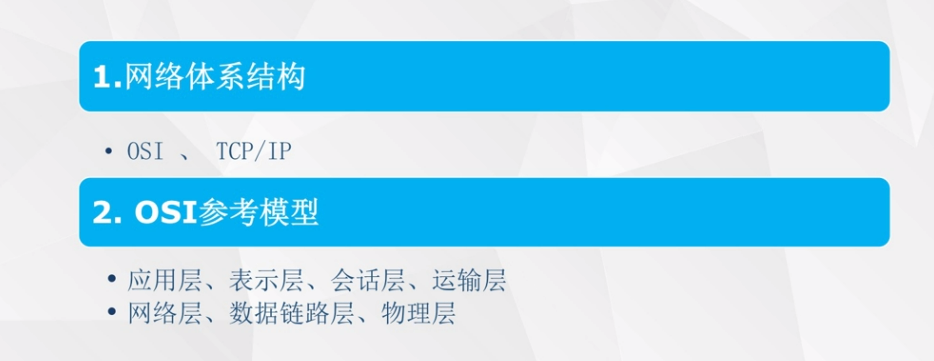 1.网络体系结构
• OSI 、 TCP/IP
2. OSI参考模型
• 应用层、表示层、会话层、运输层
• 网络层、数据链路层、物理层